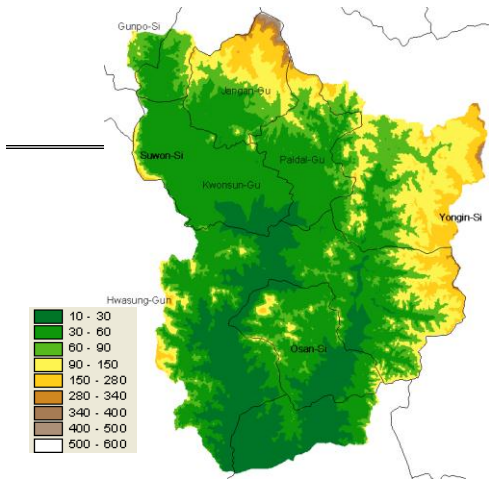 Gunpo-Si
Jangan-Gu
Suwon-Si
Paldal-Gu
Kwonsun-Gu
Yongin-Si
Hwasung-Gun
Osan-Si
10 - 30
30 - 60
60 - 90
90 - 150
150 - 280
280 - 340
340 - 400
400 - 500
500 - 600